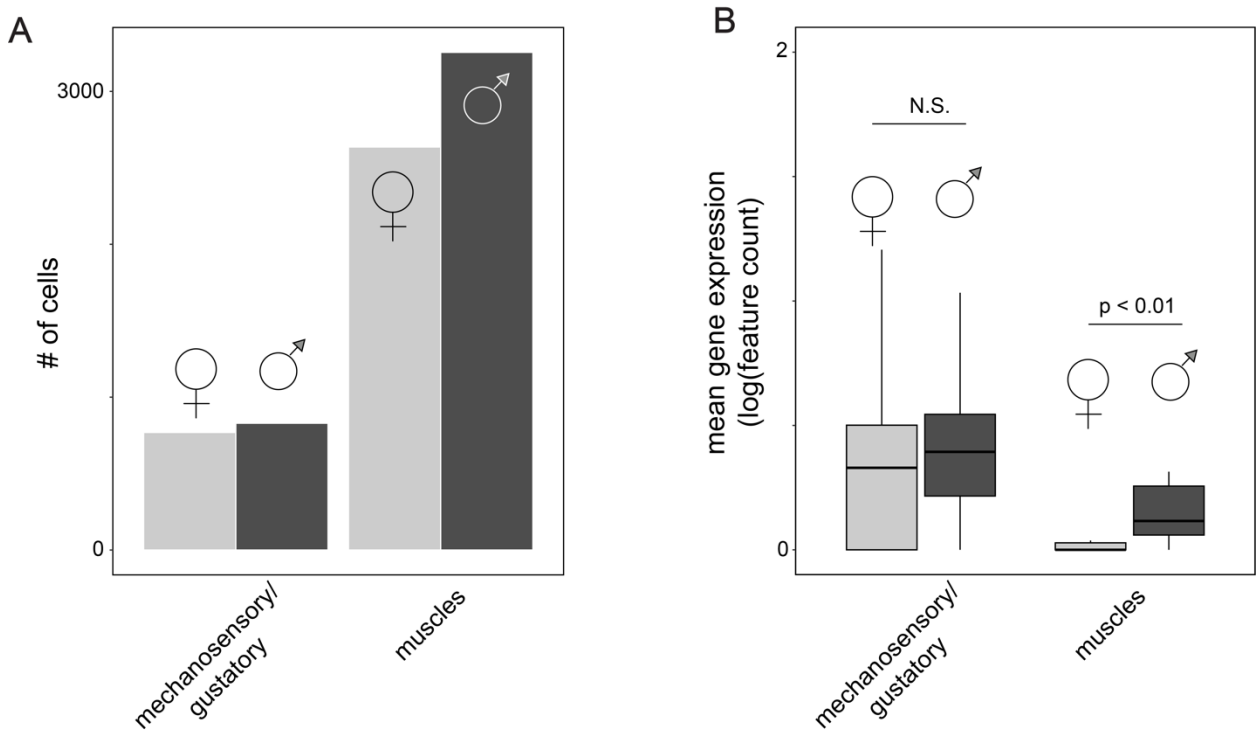 A
# of cells
3000
0
♀
♂
♀
♂
mechanosensory/
gustatory
muscles
B
mean gene expression
(log(feature count)
2
0
N.S.
♀
♂
p < 0.01
♀
♂
mechanosensory/
gustatory
muscles